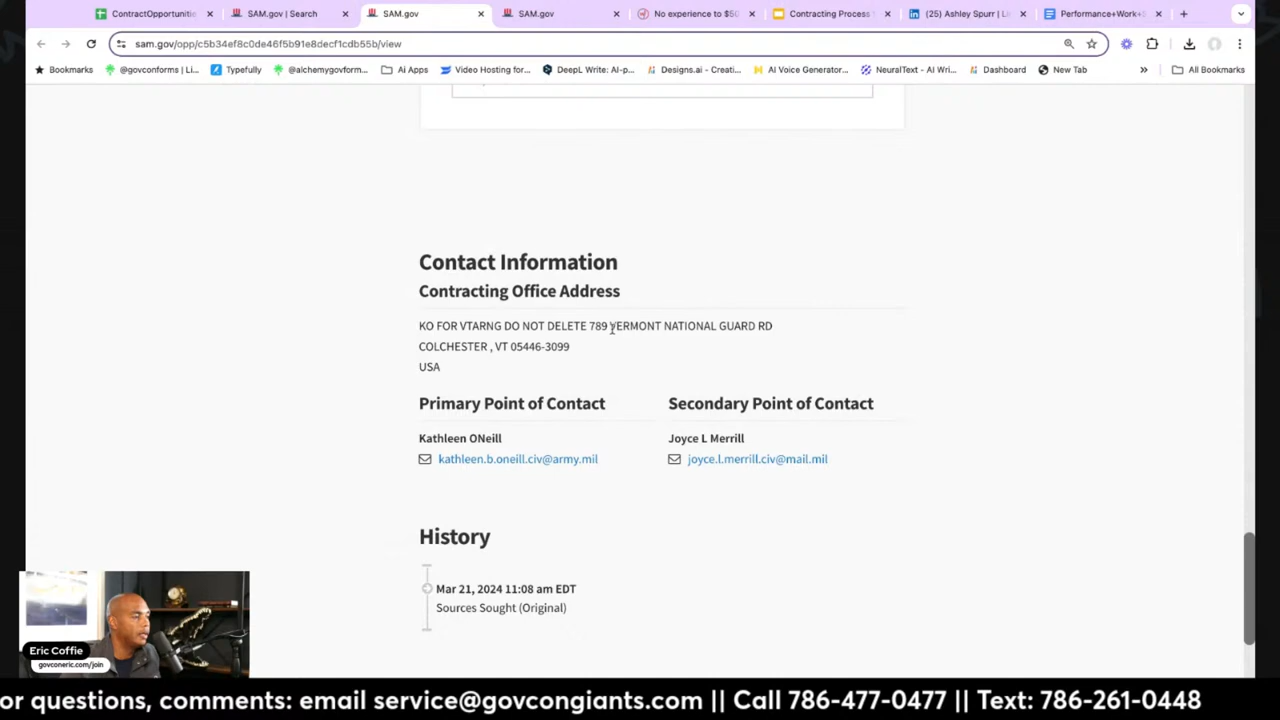 ContractOpportuniti
SAM.gov | Search
SAM.gov
SAM.gov
No experience to $50
Contracting Process
(25) Ashley Spurr | Li
Performance+Work+S
sam.gov/opp/c5b34ef8c0de46f5b91e8decf1cdb55b/view
Bookmarks
@govconforms | Li...
Typefully
@alchemygovform...
Ai Apps
Video Hosting for...
DeepL Write: AI-p...
Designs.ai - Creati...
AI Voice Generator...
NeuralText - AI Wri...
Dashboard
New Tab
All Bookmarks
Contact Information
Contracting Office Address
KO FOR VTARNG DO NOT DELETE 789 VERMONT NATIONAL GUARD RD
COLCHESTER , VT 05446-3099
USA
Primary Point of Contact
Secondary Point of Contact
Kathleen ONeill
Joyce L Merrill
kathleen.b.oneill.civ@army.mil
joyce.l.merrill.civ@mail.mil
History
Mar 21, 2024 11:08 am EDT
Sources Sought (Original)
Eric Coffie
govconeric.com/join
or questions, comments: email service@govcongiants.com || Call 786-477-0477 || Text: 786-261-0448